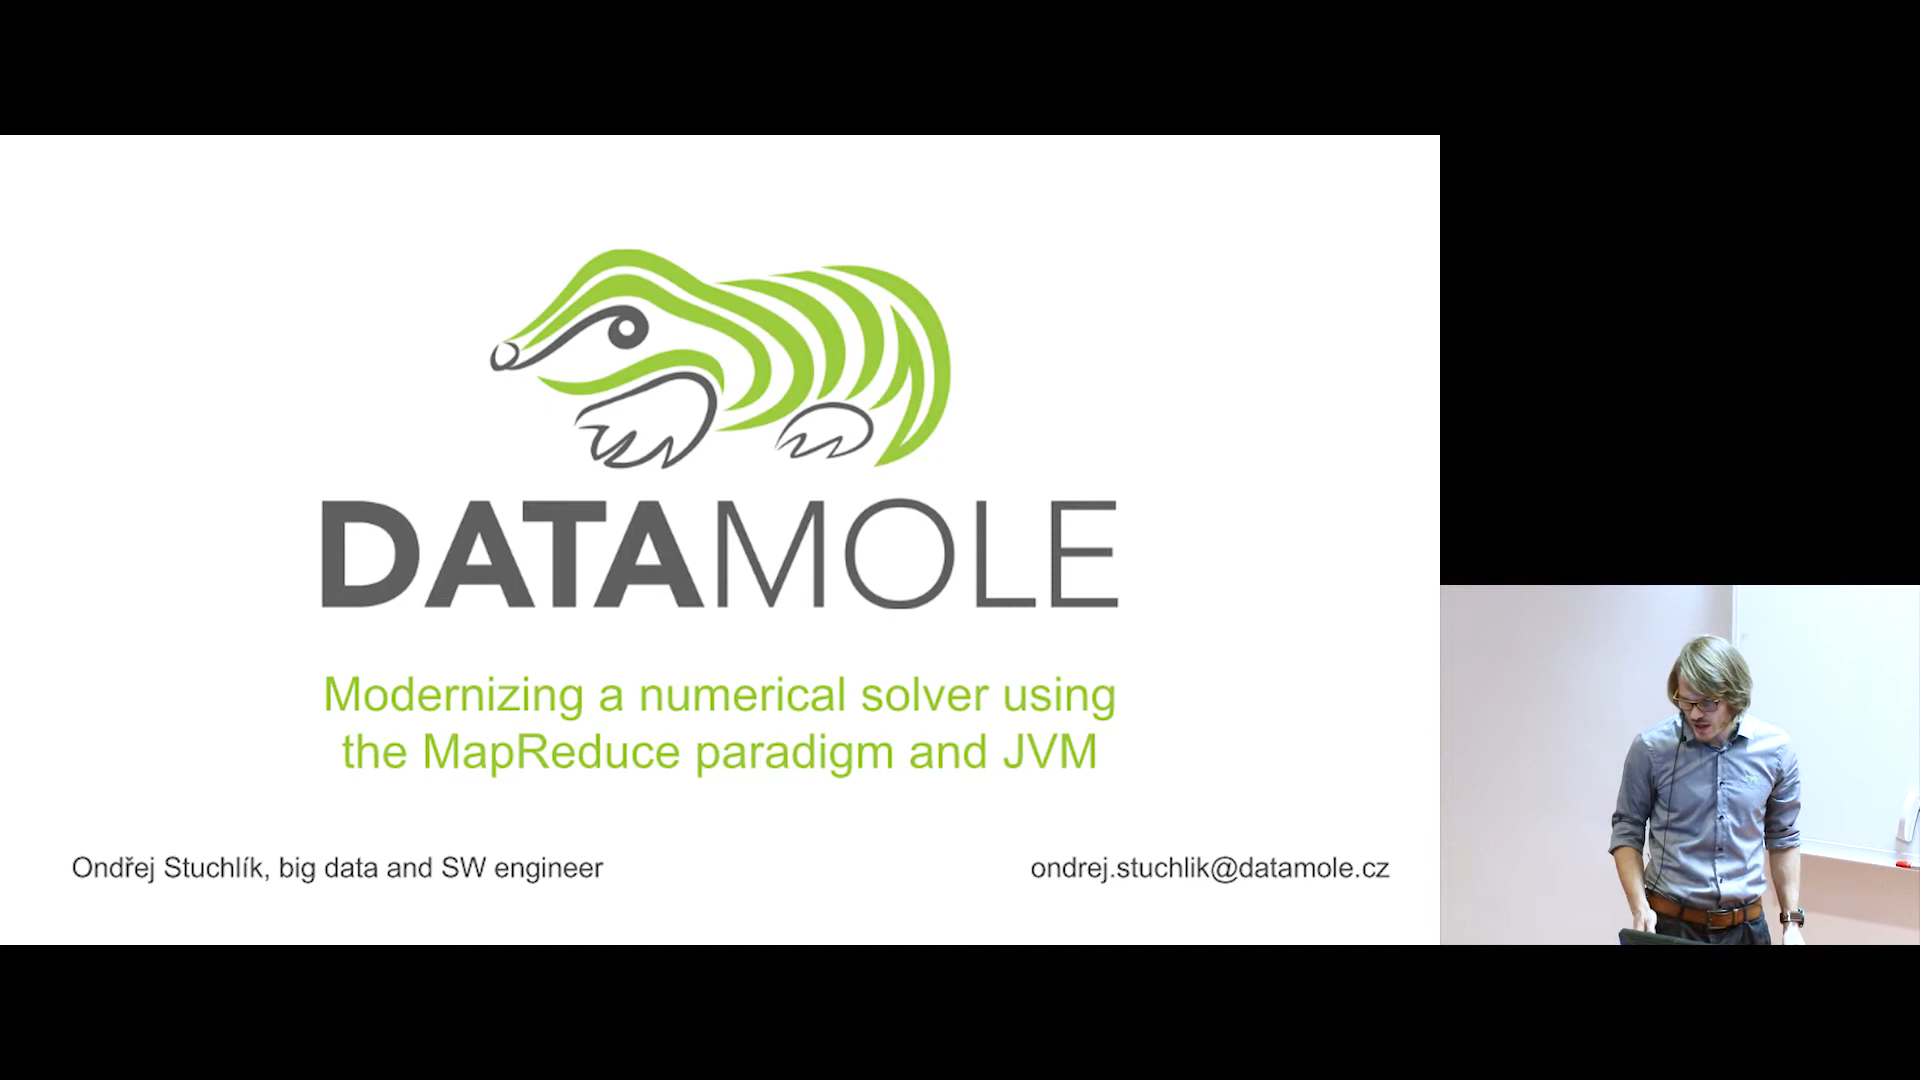 DATAMOLE
Modernizing a numerical solver using
the MapReduce paradigm and JVM
Ondřej Stuchlík, big data and SW engineer
ondrej.stuchlik@datamole.cz